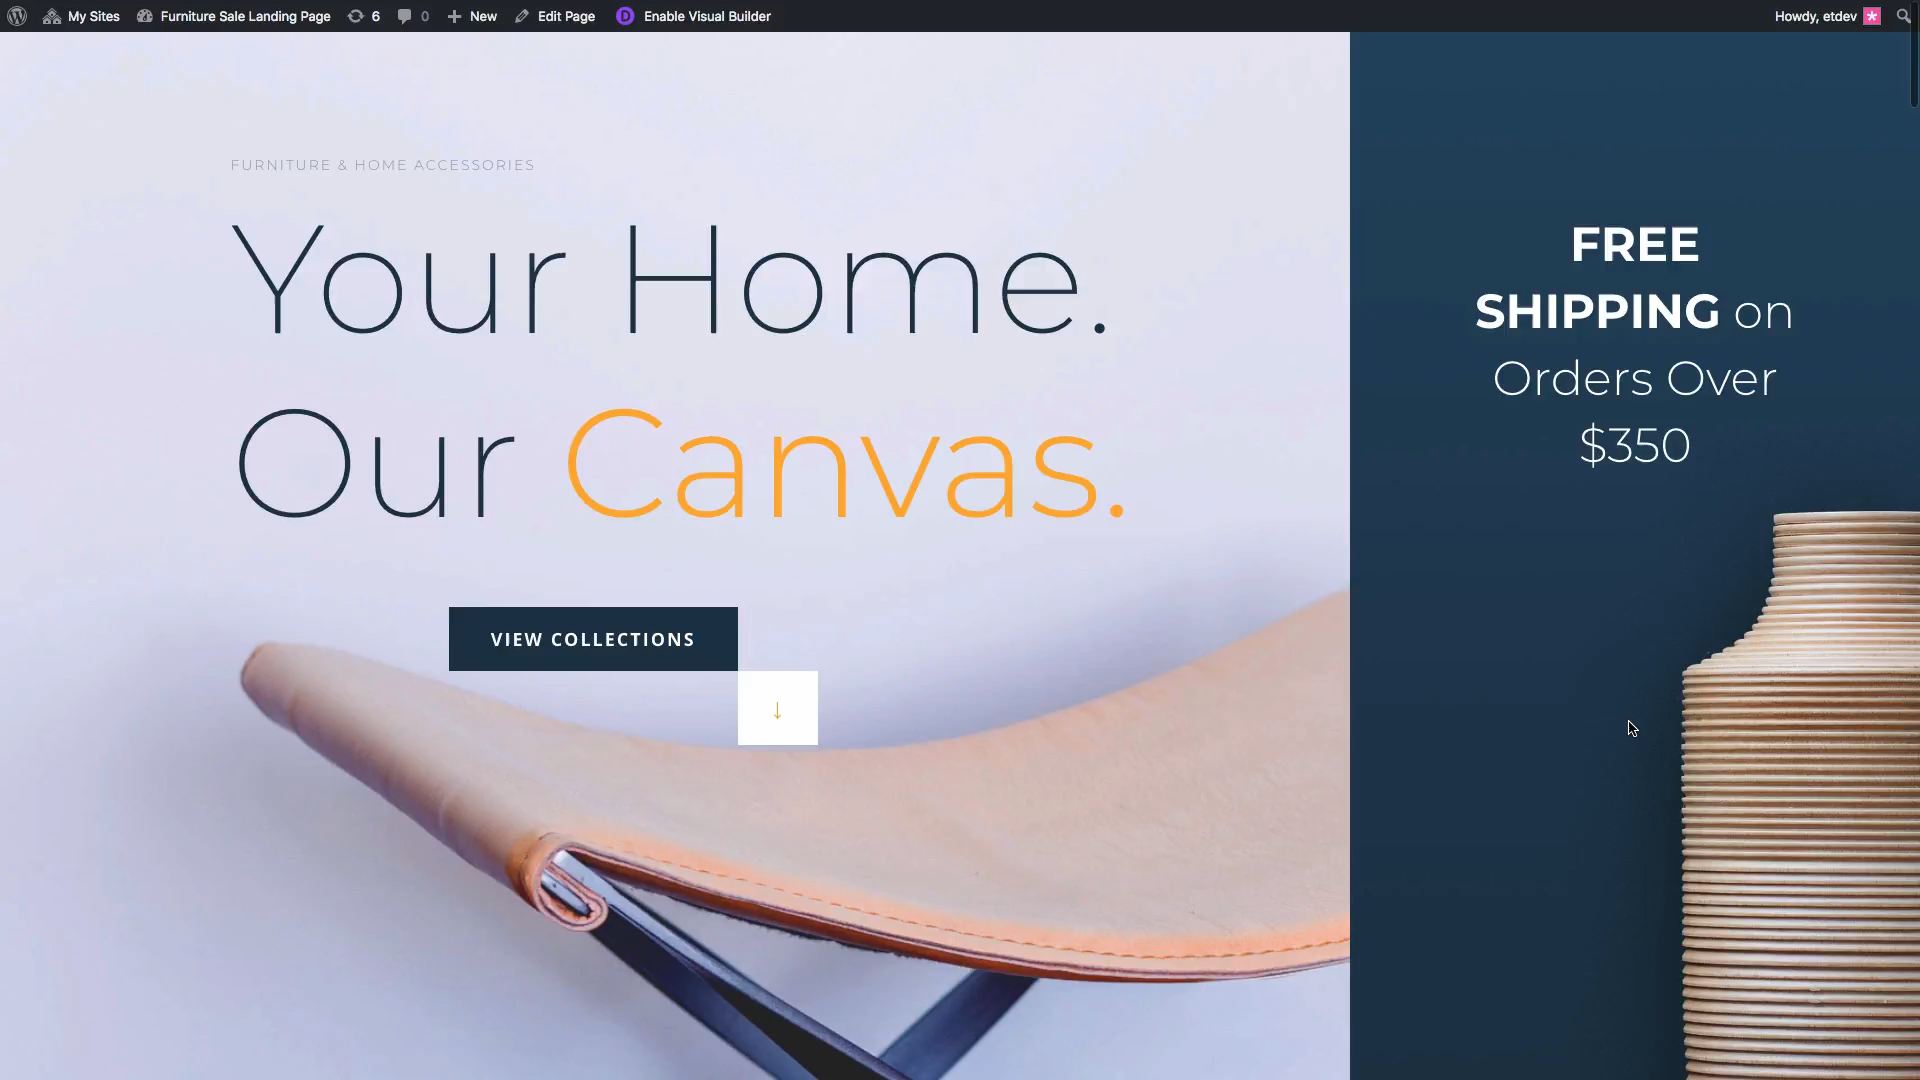 My Sites
Furniture Sale Landing Page
6
0
New
Edit Page
D
Enable Visual Builder
Howdy, etdev
FURNITURE & HOME ACCESSORIES
Your Home.
Our Canvas.
VIEW COLLECTIONS
↓
FREE
SHIPPING on
Orders Over
$350